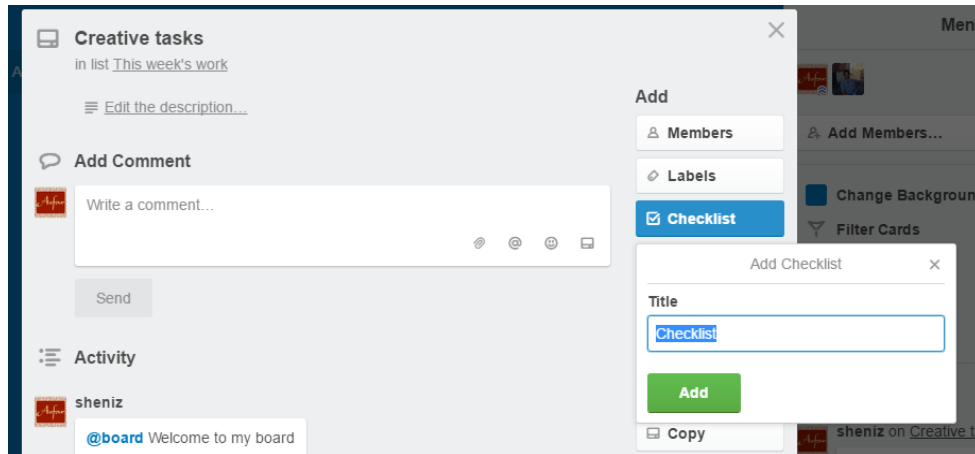 Creative tasks
in list This week's work
Edit the description...
Add Comment
Write a comment...
Send
Activity
sheniz
@board Welcome to my board
Add
Members
Labels
Checklist
Add Checklist
Title
Checklist
Add
Copy
Men
Add Members...
Change Backgroun
Filter Cards
sheniz on Creative t